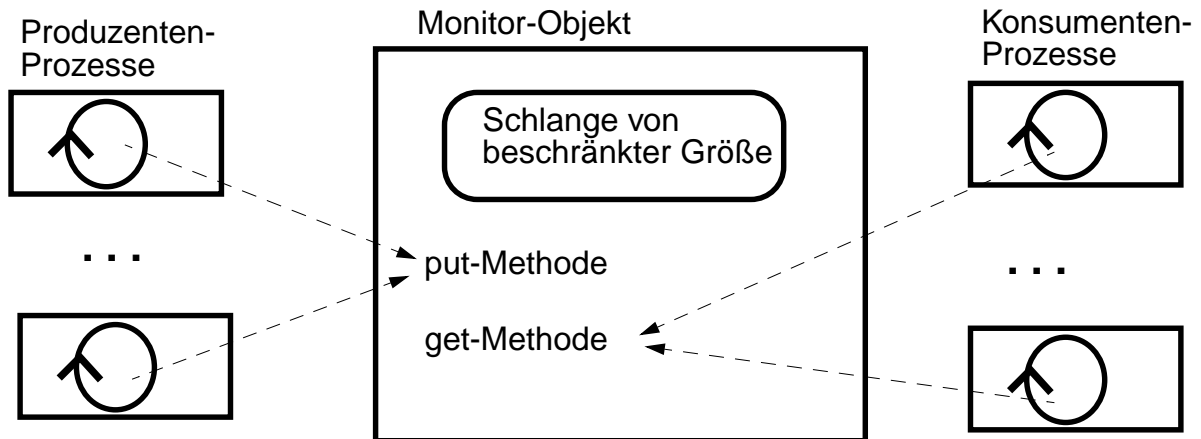 Produzenten-
Prozesse
Monitor-Objekt
Konsumenten-
Prozesse
Schlange von
beschränkter Größe
. . .
put-Methode
get-Methode
. . .